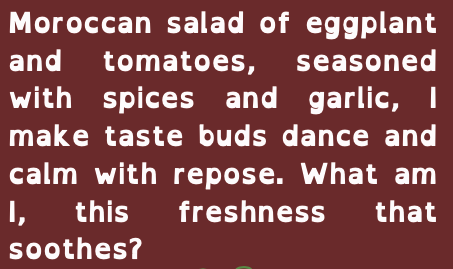 Moroccan salad of eggplant
and tomatoes, seasoned
with spices and garlic, I
make taste buds dance and
calm with repose. What am
I, this freshness that
soothes?